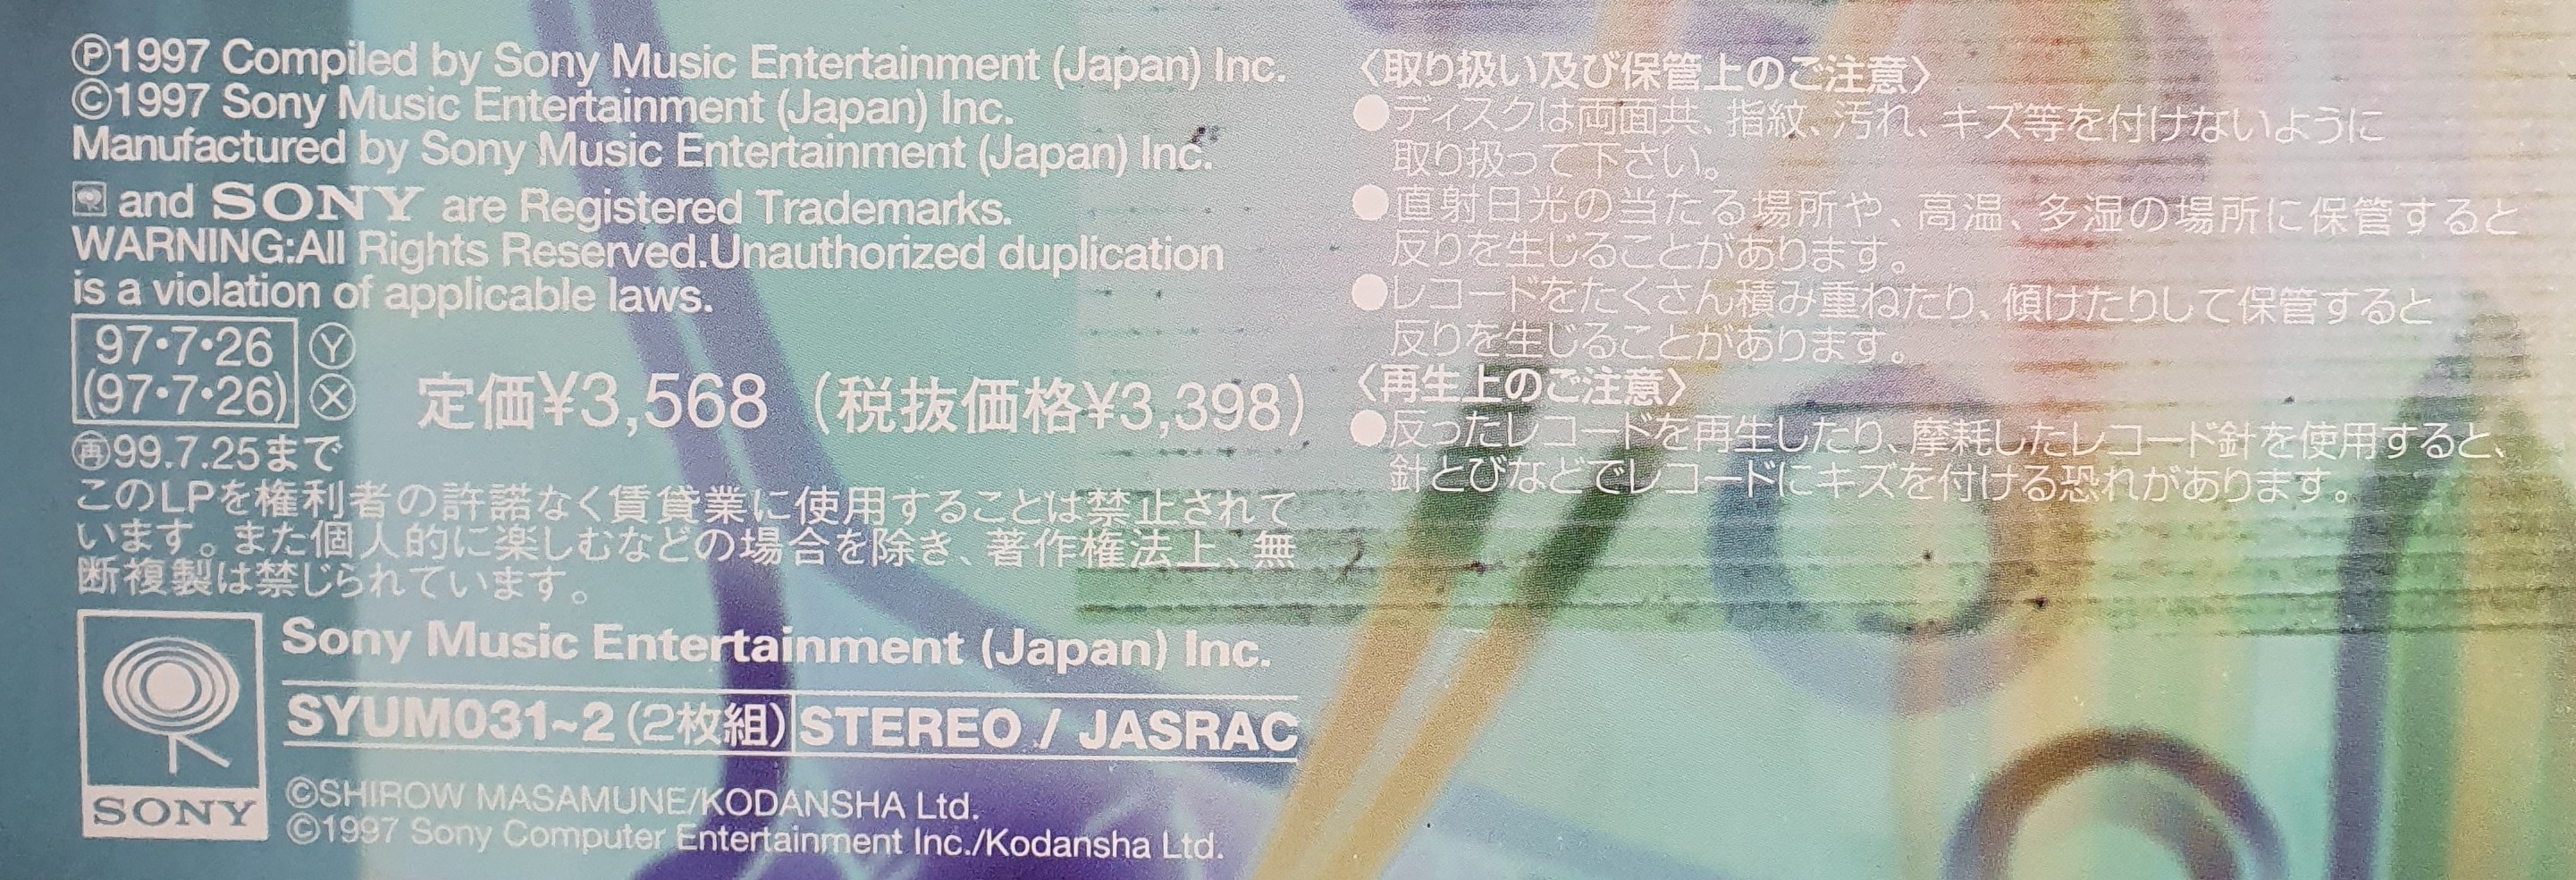 Ⓟ1997 Compiled by Sony Music Entertainment (Japan) Inc.
©1997 Sony Music Entertainment (Japan) Inc.
Manufactured by Sony Music Entertainment (Japan) Inc.
and SONY are Registered Trademarks.
WARNING:All Rights Reserved.Unauthorized duplication
is a violation of applicable laws.
97•7•26 Ⓨ
(97•7•26) Ⓧ
定価¥3,568（税抜価格¥3,398）
㊞99.7.25まで
このLPを権利者の許諾なく賃貸業に使用することは禁止されて
います。また個人的に楽しむなどの場合を除き、著作権法上、無
断複製は禁じられています。
Sony Music Entertainment (Japan) Inc.
SYUM031~2(2枚組) STEREO / JASRAC
SONY
©SHIROW MASAMUNE/KODANSHA Ltd.
©1997 Sony Computer Entertainment Inc./Kodansha Ltd.
〈取り扱い及び保管上のご注意〉
●ディスクは両面共、指紋、汚れ、キズ等を付けないように
取り扱って下さい。
●直射日光の当たる場所や、高温、多湿の場所に保管すると
反りを生じることがあります。
●レコードをたくさん積み重ねたり、傾けたりして保管すると
反りを生じることがあります。
〈再生上のご注意〉
●反ったレコードを再生したり、摩耗したレコード針を使用すると、
針とびなどでレコードにキズを付ける恐れがあります。